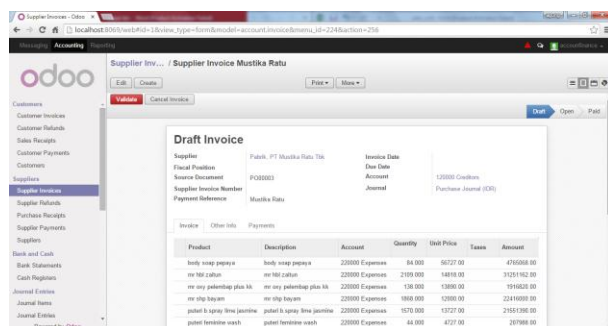 Supplier Invoices - Odoo
localhost:8069/web#id=1&view_type=form&model=account.invoice&menu_id=224&action=256
Messaging Accounting Reporting
odoo
Supplier Inv... / Supplier Invoice Mustika Ratu
Edit Create Print More
Validate Cancel Invoice Draft Open Paid
Customers
Customer Invoices
Customer Refunds
Sales Receipts
Customer Payments
Customers
Suppliers
Supplier Invoices
Supplier Refunds
Purchase Receipts
Supplier Payments
Suppliers
Bank and Cash
Bank Statements
Cash Registers
Journal Entries
Journal Items
Journal Entries
Draft Invoice
Supplier Pabrik, PT Mustika Ratu Tbk Invoice Date
Fiscal Position Due Date
Source Document PO00003 Account 120000 Creditors
Supplier Invoice Number Journal Purchase Journal (IDR)
Payment Reference Mustika Ratu
Invoice Other Info Payments
Product Description Account Quantity Unit Price Taxes Amount
body soap pepaya body soap pepaya 220000 Expenses 84.000 56727.00 4765068.00
mr hbl zaitun mr hbl zaitun 220000 Expenses 2109.000 14818.00 31251162.00
mr oxy pelembap plus kk mr oxy pelembap plus kk 220000 Expenses 138.000 13890.00 1916820.00
mr shp bayam mr shp bayam 220000 Expenses 1868.000 12000.00 22416000.00
puteri b.spray lime jasmine puteri b.spray lime jasmine 220000 Expenses 1570.000 13727.00 21551390.00
puteri feminine wash puteri feminine wash 220000 Expenses 44.000 4727.00 207988.00